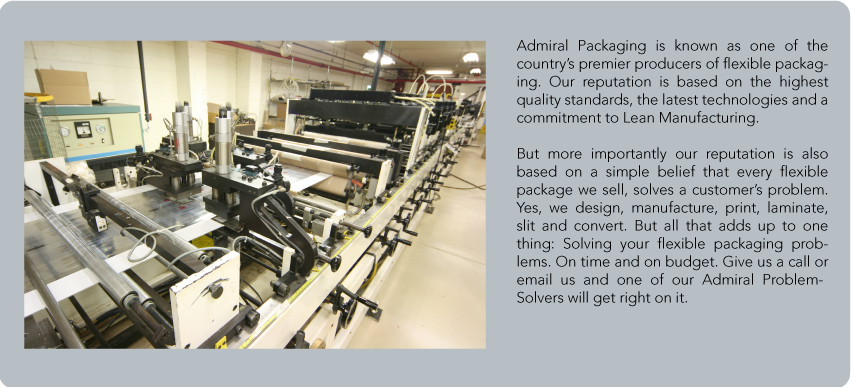 Admiral Packaging is known as one of the
country's premier producers of flexible packag-
ing. Our reputation is based on the highest
quality standards, the latest technologies and a
commitment to Lean Manufacturing.
But more importantly our reputation is also
based on a simple belief that every flexible
package we sell, solves a customer's problem.
Yes, we design, manufacture, print, laminate,
slit and convert. But all that adds up to one
thing: Solving your flexible packaging prob-
lems. On time and on budget. Give us a call or
email us and one of our Admiral Problem-
Solvers will get right on it.